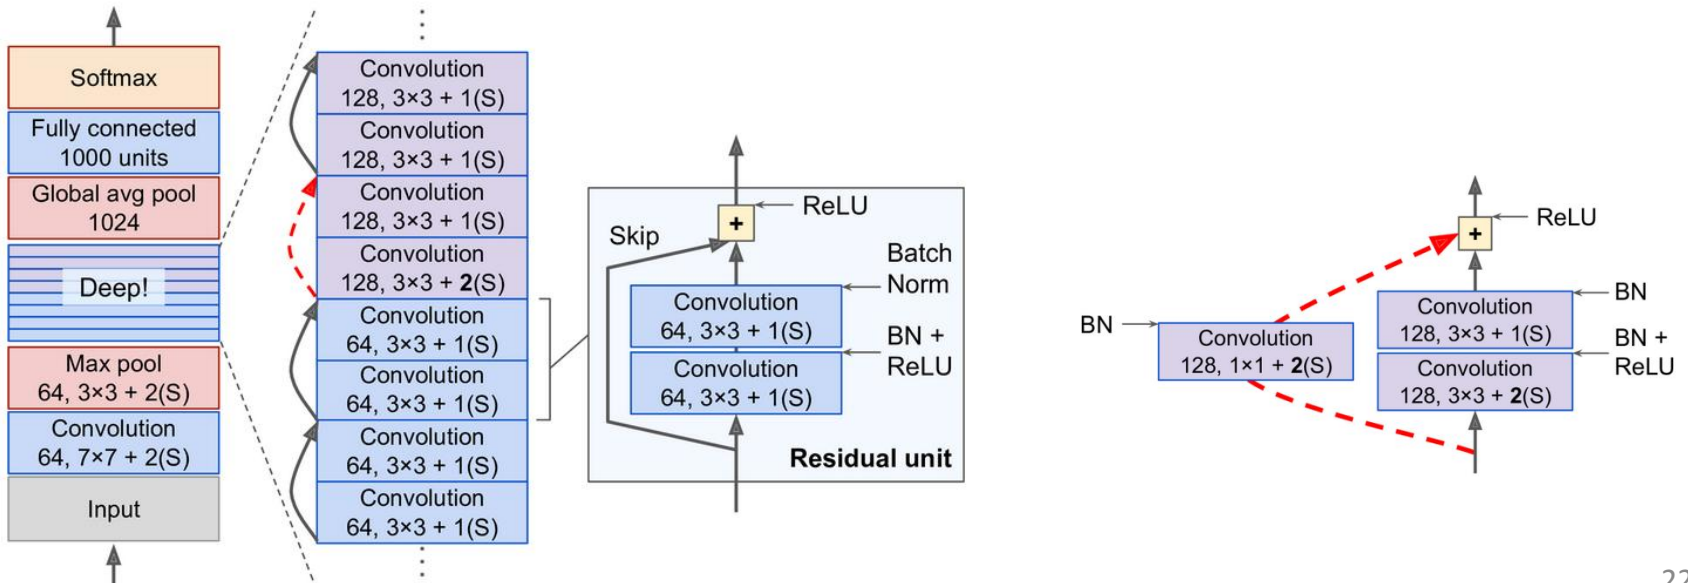 Softmax
Fully connected
1000 units
Global avg pool
1024
Deep!
Max pool
64, 3×3 + 2(S)
Convolution
64, 7×7 + 2(S)
Input
Convolution
128, 3×3 + 1(S)
Convolution
128, 3×3 + 1(S)
Convolution
128, 3×3 + 1(S)
Convolution
128, 3×3 + 2(S)
Convolution
64, 3×3 + 1(S)
Convolution
64, 3×3 + 1(S)
Convolution
64, 3×3 + 1(S)
Convolution
64, 3×3 + 1(S)
ReLU
+
Skip
Batch
Norm
Convolution
64, 3×3 + 1(S)
BN +
ReLU
Convolution
64, 3×3 + 1(S)
Residual unit
ReLU
+
BN
Convolution
128, 1×1 + 2(S)
BN
Convolution
128, 3×3 + 1(S)
BN +
ReLU
Convolution
128, 3×3 + 2(S)
22